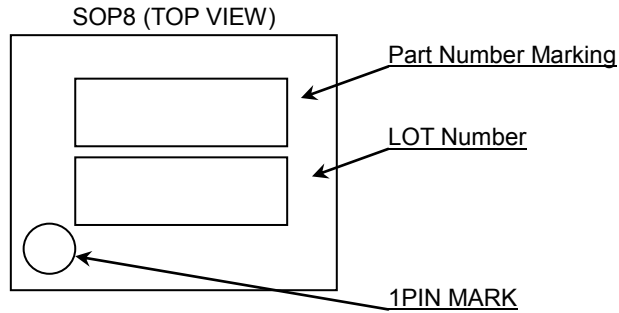 SOP8 (TOP VIEW)
Part Number Marking
LOT Number
1PIN MARK